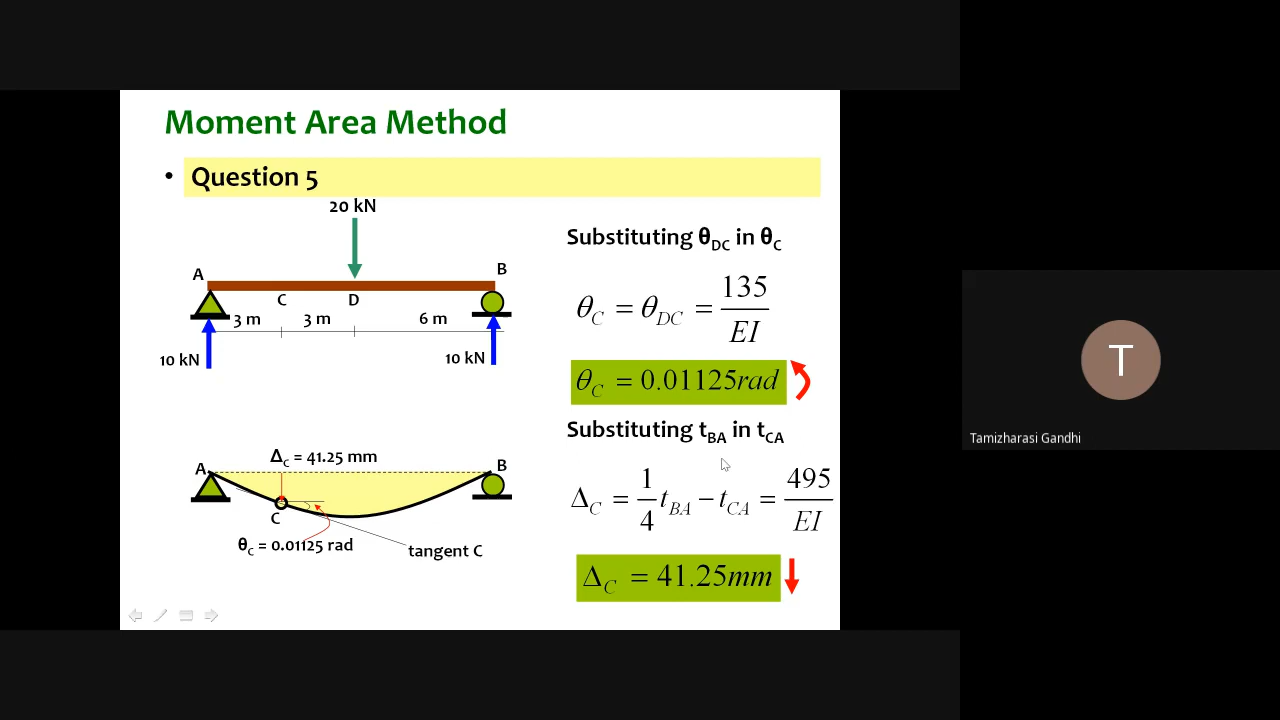 Moment Area Method
• Question 5
20 kN
A
B
C
D
3 m
3 m
6 m
10 kN
10 kN
ΔC = 41.25 mm
A
B
C
θC = 0.01125 rad
tangent C
Substituting θDC in θC
θC = θDC = 135/EI
θC = 0.01125rad
Substituting tBA in tCA
ΔC = 1/4 tBA − tCA = 495/EI
ΔC = 41.25mm
T
Tamizharasi Gandhi